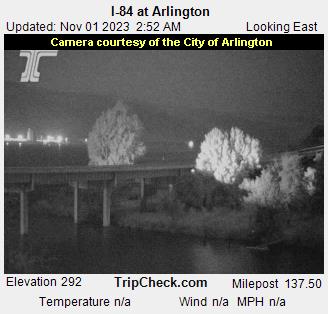 I-84 at Arlington
Updated: Nov 01 2023 2:52 AM Looking East
Camera courtesy of the City of Arlington
Elevation 292 TripCheck.com Milepost 137.50
Temperature n/a Wind n/a MPH n/a